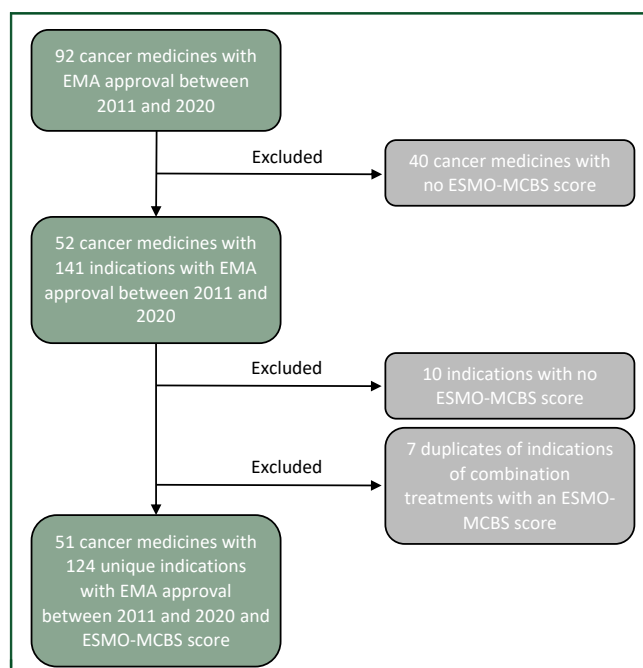 92 cancer medicines with
EMA approval between
2011 and 2020
Excluded
40 cancer medicines with
no ESMO-MCBS score
52 cancer medicines with
141 indications with EMA
approval between 2011 and
2020
Excluded
10 indications with no
ESMO-MCBS score
Excluded
7 duplicates of indications
of combination
treatments with an ESMO-
MCBS score
51 cancer medicines with
124 unique indications
with EMA approval
between 2011 and 2020 and
ESMO-MCBS score